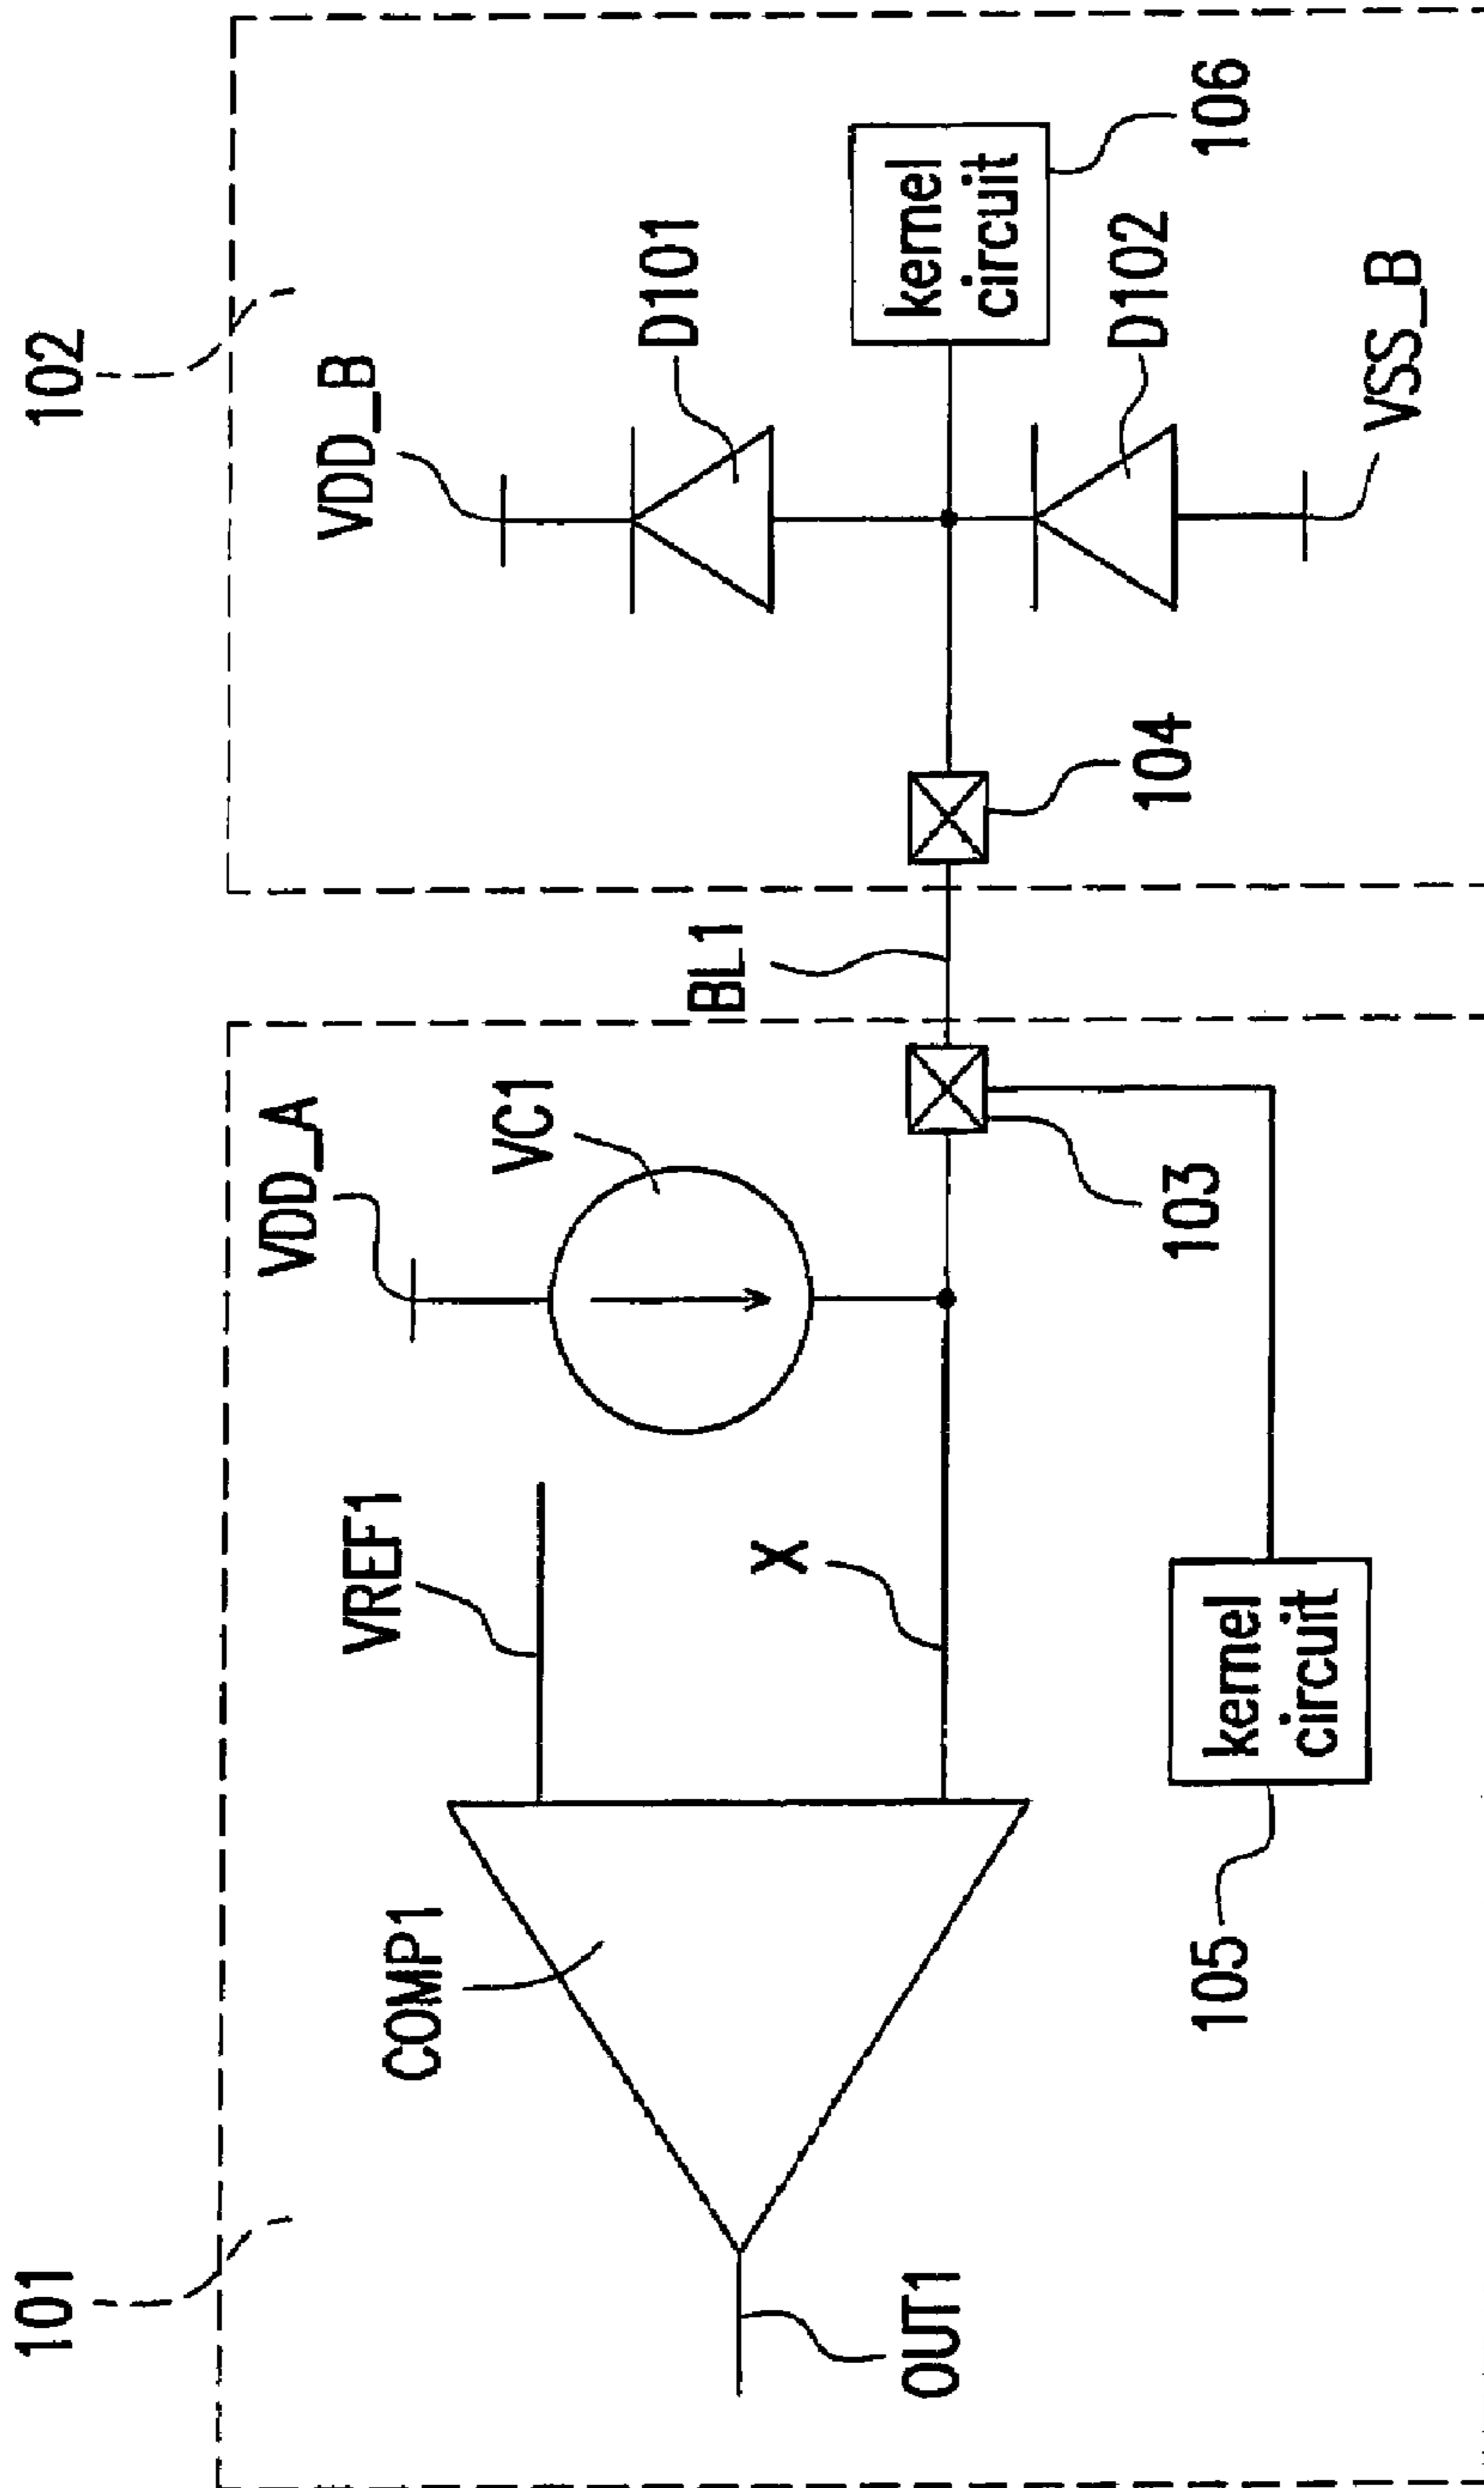 101
102
VDD_A
VDD_B
VREF1
VC1
COMP1
BL1
D101
X
kernel
circuit
106
OUT1
103
104
D102
105
kernel
circuit
VSS_B